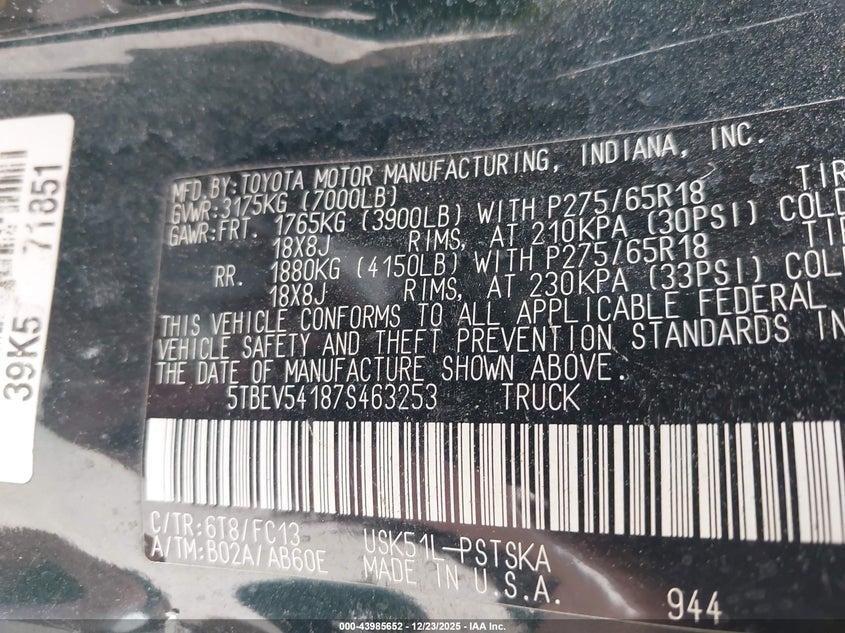 39K5 71851
MFD.BY:TOYOTA MOTOR MANUFACTURING, INDIANA, INC.
GVWR:3175KG (7000LB)
GAWR:FRT. 1765KG (3900LB) WITH P275/65R18 TIR
18X8J RIMS, AT 210KPA (30PSI) COLD
RR. 1880KG (4150LB) WITH P275/65R18 TI
18X8J RIMS, AT 230KPA (33PSI) COL
THIS VEHICLE CONFORMS TO ALL APPLICABLE FEDERAL
VEHICLE SAFETY AND THEFT PREVENTION STANDARDS IN
THE DATE OF MANUFACTURE SHOWN ABOVE.
5TBEV54187S463253 TRUCK
C/TR:6T8/FC13 USK51L-PSTSKA
A/TM:B02A/AB60E MADE IN U.S.A.
944
000-43985652 - 12/23/2025 - IAA Inc.